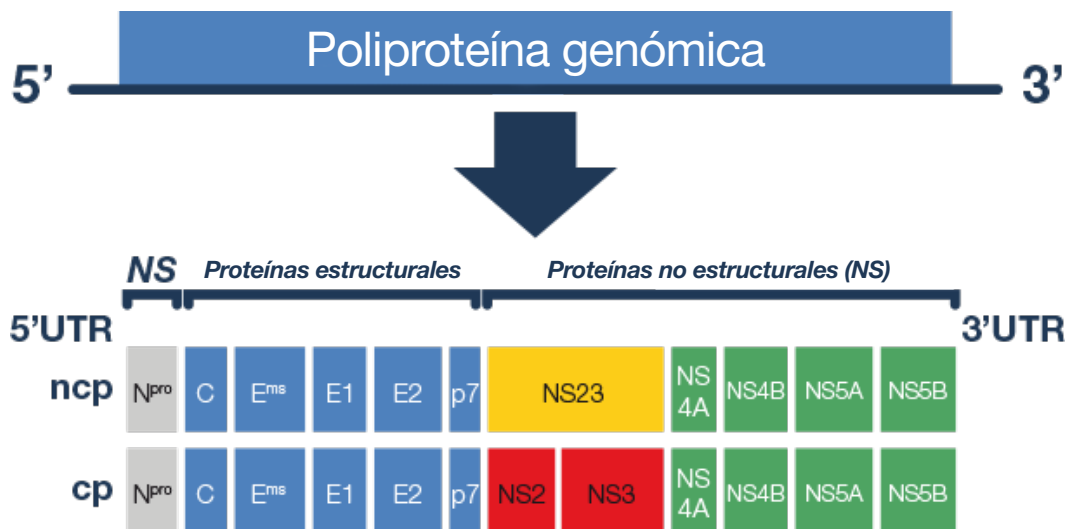 Poliproteína genómica
5’ 3’
NS Proteínas estructurales Proteínas no estructurales (NS)
5’UTR 3’UTR
ncp Npro C Ems E1 E2 p7 NS23 NS 4A NS4B NS5A NS5B
cp Npro C Ems E1 E2 p7 NS2 NS3 NS 4A NS4B NS5A NS5B